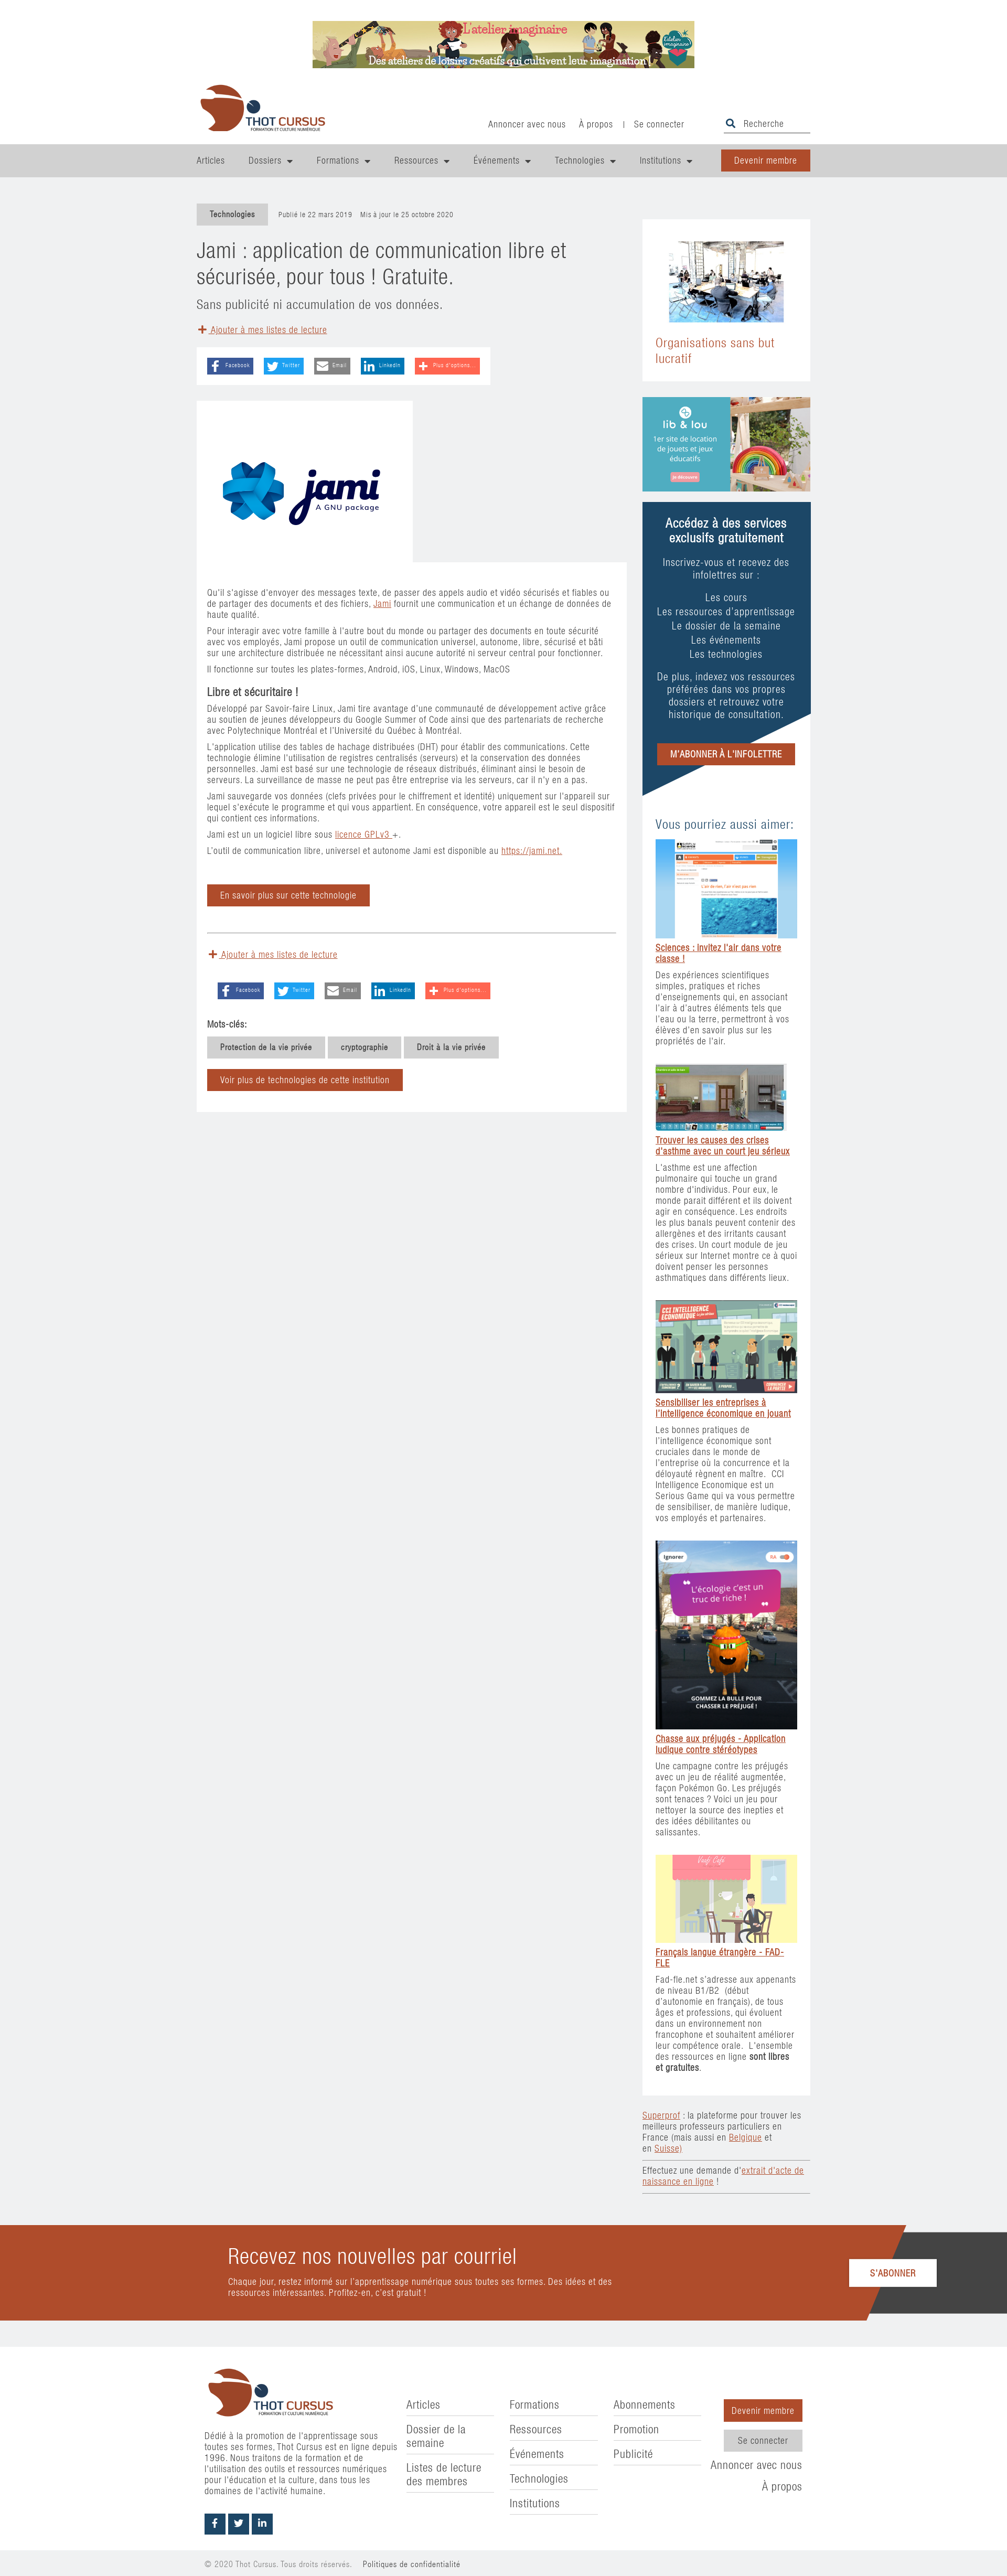 L'atelier imaginaire
Des ateliers de loisirs créatifs qui cultivent leur imagination
THOT CURSUS
FORMATION ET CULTURE NUMÉRIQUE
Annoncer avec nous
À propos
|
Se connecter
Recherche
Articles
Dossiers
Formations
Ressources
Événements
Technologies
Institutions
Devenir membre
Technologies
Publié le 22 mars 2019
Mis à jour le 25 octobre 2020
Jami : application de communication libre et
sécurisée, pour tous ! Gratuite.
Sans publicité ni accumulation de vos données.
Ajouter à mes listes de lecture
Facebook
Twitter
Email
LinkedIn
Plus d'options...
jami
A GNU package
Qu'il s'agisse d'envoyer des messages texte, de passer des appels audio et vidéo sécurisés et fiables ou
de partager des documents et des fichiers, Jami fournit une communication et un échange de données de
haute qualité.
Pour interagir avec votre famille à l'autre bout du monde ou partager des documents en toute sécurité
avec vos employés, Jami propose un outil de communication universel, autonome, libre, sécurisé et bâti
sur une architecture distribuée ne nécessitant ainsi aucune autorité ni serveur central pour fonctionner.
Il fonctionne sur toutes les plates-formes, Android, iOS, Linux, Windows, MacOS
Libre et sécuritaire !
Développé par Savoir-faire Linux, Jami tire avantage d'une communauté de développement active grâce
au soutien de jeunes développeurs du Google Summer of Code ainsi que des partenariats de recherche
avec Polytechnique Montréal et l'Université du Québec à Montréal.
L'application utilise des tables de hachage distribuées (DHT) pour établir des communications. Cette
technologie élimine l'utilisation de registres centralisés (serveurs) et la conservation des données
personnelles. Jami est basé sur une technologie de réseaux distribués, éliminant ainsi le besoin de
serveurs. La surveillance de masse ne peut pas être entreprise via les serveurs, car il n'y en a pas.
Jami sauvegarde vos données (clefs privées pour le chiffrement et identité) uniquement sur l'appareil sur
lequel s'exécute le programme et qui vous appartient. En conséquence, votre appareil est le seul dispositif
qui contient ces informations.
Jami est un un logiciel libre sous licence GPLv3 +.
L'outil de communication libre, universel et autonome Jami est disponible au https://jami.net.
En savoir plus sur cette technologie
Ajouter à mes listes de lecture
Facebook
Twitter
Email
LinkedIn
Plus d'options...
Mots-clés:
Protection de la vie privée
cryptographie
Droit à la vie privée
Voir plus de technologies de cette institution
Organisations sans but
lucratif
lib & lou
1er site de location
de jouets et jeux
éducatifs
Je découvre
Accédez à des services
exclusifs gratuitement
Inscrivez-vous et recevez des
infolettres sur :
Les cours
Les ressources d'apprentissage
Le dossier de la semaine
Les événements
Les technologies
De plus, indexez vos ressources
préférées dans vos propres
dossiers et retrouvez votre
historique de consultation.
M'ABONNER À L'INFOLETTRE
Vous pourriez aussi aimer:
Sciences : invitez l'air dans votre
classe !
Des expériences scientifiques
simples, pratiques et riches
d'enseignements qui, en associant
l'air à d'autres éléments tels que
l'eau ou la terre, permettront à vos
élèves d'en savoir plus sur les
propriétés de l'air.
Trouver les causes des crises
d'asthme avec un court jeu sérieux
L'asthme est une affection
pulmonaire qui touche un grand
nombre d'individus. Pour eux, le
monde parait différent et ils doivent
agir en conséquence. Les endroits
les plus banals peuvent contenir des
allergènes et des irritants causant
des crises. Un court module de jeu
sérieux sur Internet montre ce à quoi
doivent penser les personnes
asthmatiques dans différents lieux.
CCI INTELLIGENCE
ECONOMIQUE
Sensibiliser les entreprises à
l'intelligence économique en jouant
Les bonnes pratiques de
l'intelligence économique sont
cruciales dans le monde de
l'entreprise où la concurrence et la
déloyauté règnent en maître. CCI
Intelligence Economique est un
Serious Game qui va vous permettre
de sensibiliser, de manière ludique,
vos employés et partenaires.
Ignorer
RA
L'écologie c'est un
truc de riche !
GOMMEZ LA BULLE POUR
CHASSER LE PRÉJUGÉ !
Chasse aux préjugés - Application
ludique contre stéréotypes
Une campagne contre les préjugés
avec un jeu de réalité augmentée,
façon Pokémon Go. Les préjugés
sont tenaces ? Voici un jeu pour
nettoyer la source des inepties et
des idées débilitantes ou
salissantes.
Français langue étrangère - FAD-
FLE
Fad-fle.net s'adresse aux appenants
de niveau B1/B2 (début
d'autonomie en français), de tous
âges et professions, qui évoluent
dans un environnement non
francophone et souhaitent améliorer
leur compétence orale. L'ensemble
des ressources en ligne sont libres
et gratuites.
Superprof : la plateforme pour trouver les
meilleurs professeurs particuliers en
France (mais aussi en Belgique et
en Suisse)
Effectuez une demande d'extrait d'acte de
naissance en ligne !
Recevez nos nouvelles par courriel
Chaque jour, restez informé sur l'apprentissage numérique sous toutes ses formes. Des idées et des
ressources intéressantes. Profitez-en, c'est gratuit !
S'ABONNER
THOT CURSUS
FORMATION ET CULTURE NUMÉRIQUE
Dédié à la promotion de l'apprentissage sous
toutes ses formes, Thot Cursus est en ligne depuis
1996. Nous traitons de la formation et de
l'utilisation des outils et ressources numériques
pour l'éducation et la culture, dans tous les
domaines de l'activité humaine.
Articles
Dossier de la
semaine
Listes de lecture
des membres
Formations
Ressources
Événements
Technologies
Institutions
Abonnements
Promotion
Publicité
Devenir membre
Se connecter
Annoncer avec nous
À propos
© 2020 Thot Cursus. Tous droits réservés.
Politiques de confidentialité